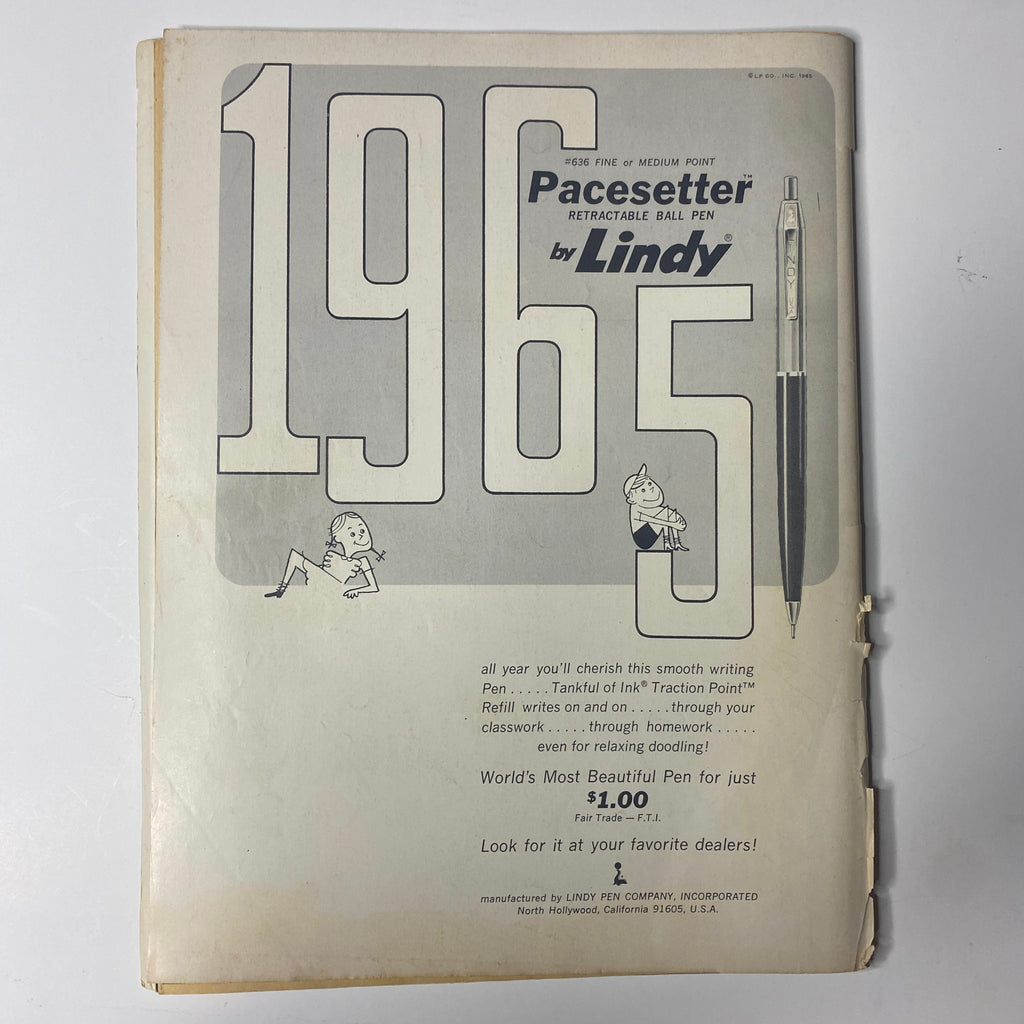 ©LP CO., INC. 1965
1965
#636 FINE or MEDIUM POINT
Pacesetter™
RETRACTABLE BALL PEN
by Lindy®
LINDY U.S.A.
all year you'll cherish this smooth writing
Pen ..... Tankful of Ink® Traction Point™
Refill writes on and on ..... through your
classwork ..... through homework .....
even for relaxing doodling!
World's Most Beautiful Pen for just
$1.00
Fair Trade — F.T.I.
Look for it at your favorite dealers!
manufactured by LINDY PEN COMPANY, INCORPORATED
North Hollywood, California 91605, U.S.A.